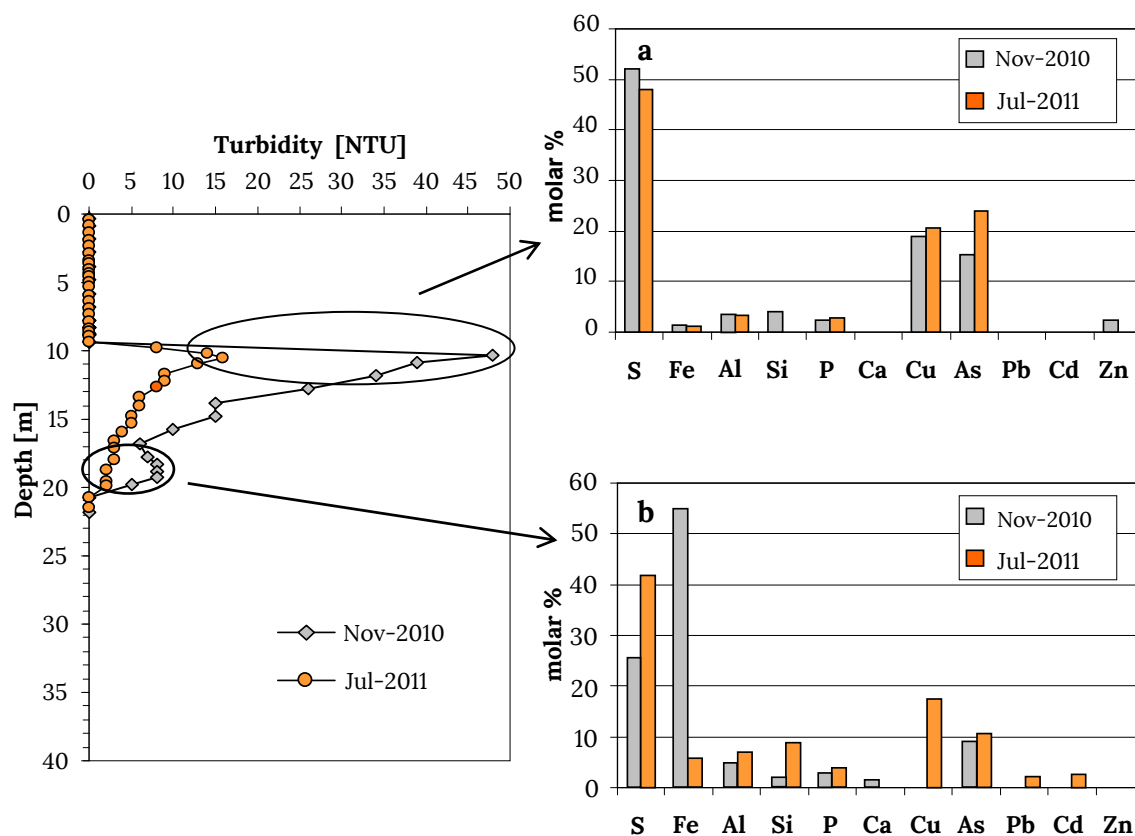 Turbidity [NTU]
0 5 10 15 20 25 30 35 40 45 50
Depth [m]
0
5
10
15
20
25
30
35
40
Nov-2010
Jul-2011
a
molar %
60
50
40
30
20
10
0
Nov-2010
Jul-2011
S Fe Al Si P Ca Cu As Pb Cd Zn
b
molar %
60
50
40
30
20
10
0
Nov-2010
Jul-2011
S Fe Al Si P Ca Cu As Pb Cd Zn